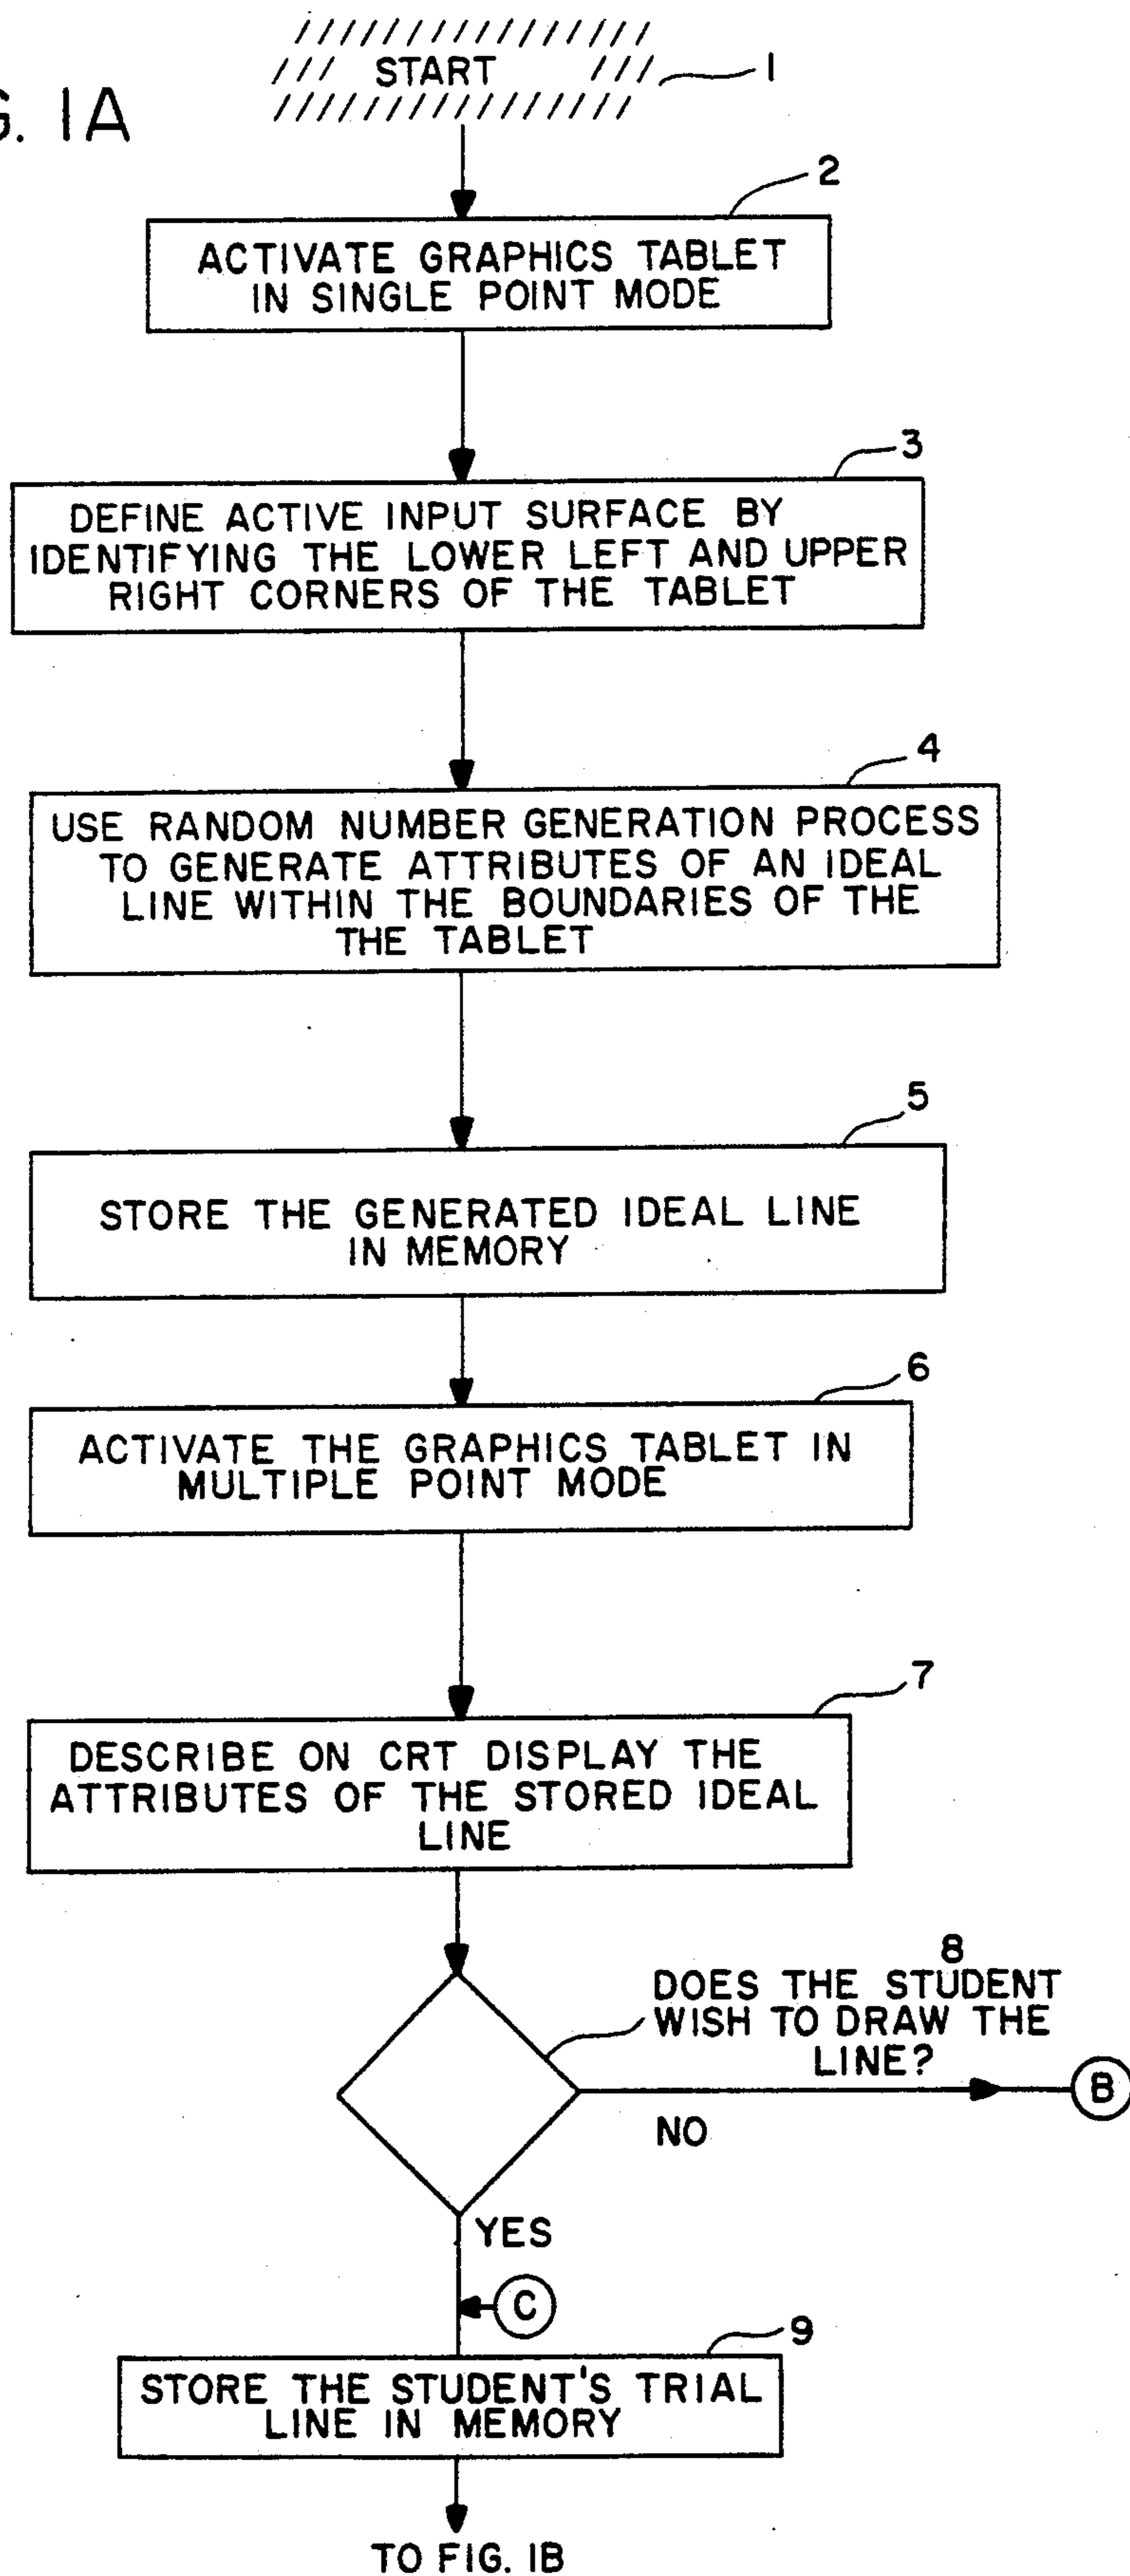 START
1
G. 1A
2
ACTIVATE GRAPHICS TABLET
IN SINGLE POINT MODE
3
DEFINE ACTIVE INPUT SURFACE BY
IDENTIFYING THE LOWER LEFT AND UPPER
RIGHT CORNERS OF THE TABLET
4
USE RANDOM NUMBER GENERATION PROCESS
TO GENERATE ATTRIBUTES OF AN IDEAL
LINE WITHIN THE BOUNDARIES OF THE
THE TABLET
5
STORE THE GENERATED IDEAL LINE
IN MEMORY
6
ACTIVATE THE GRAPHICS TABLET IN
MULTIPLE POINT MODE
7
DESCRIBE ON CRT DISPLAY THE
ATTRIBUTES OF THE STORED IDEAL
LINE
8
DOES THE STUDENT
WISH TO DRAW THE
LINE?
B
NO
YES
C
9
STORE THE STUDENT'S TRIAL
LINE IN MEMORY
TO FIG. 1B